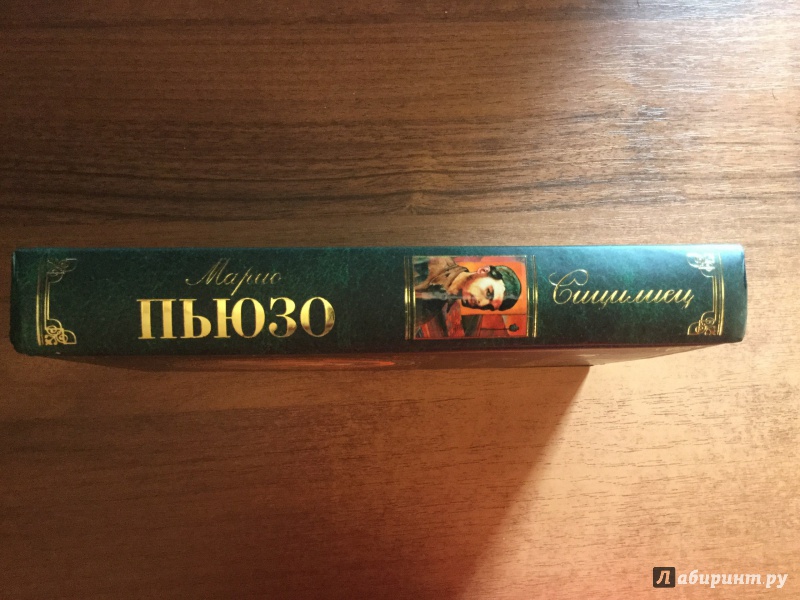 Марио
ПЬЮЗО
Сицилиец
Лабиринт.ру